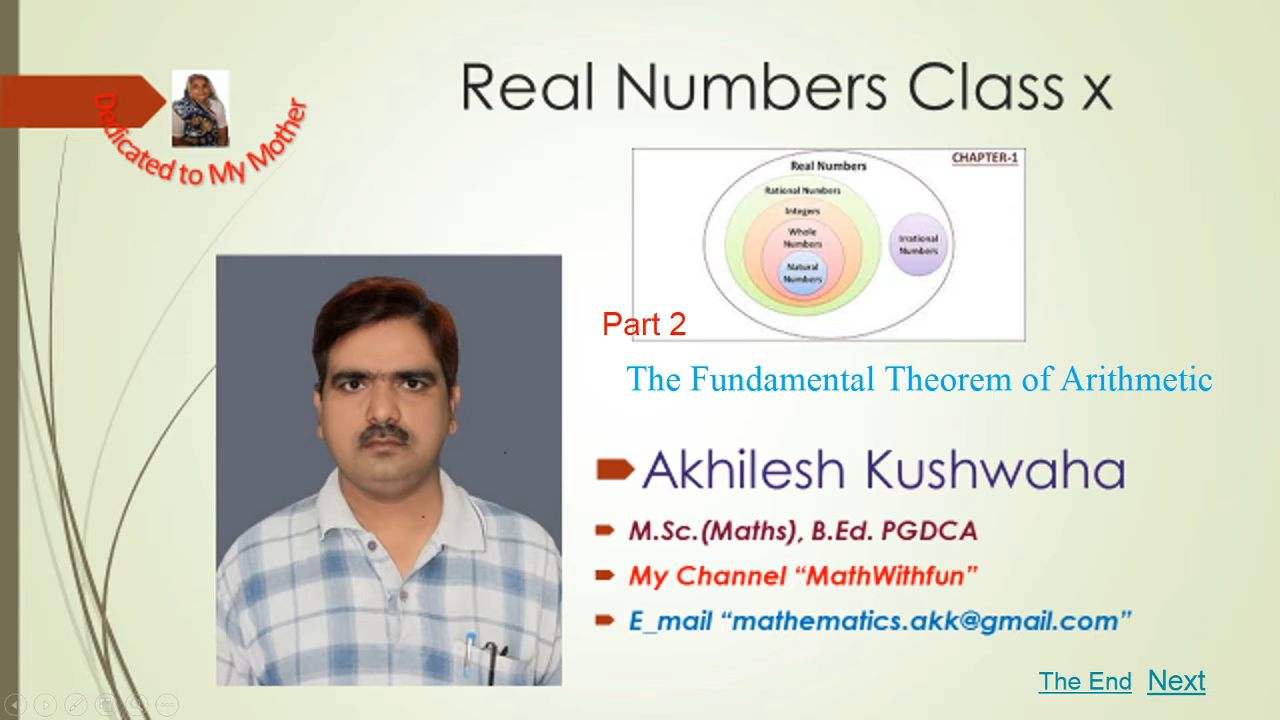 Real Numbers Class x
Dedicated to My Mother
CHAPTER-1
Real Numbers
Rational Numbers
Integers
Whole
Numbers
Natural
Numbers
Irrational
Numbers
Part 2
The Fundamental Theorem of Arithmetic
Akhilesh Kushwaha
M.Sc.(Maths), B.Ed. PGDCA
My Channel “MathWithfun”
E_mail “mathematics.akk@gmail.com”
The End Next